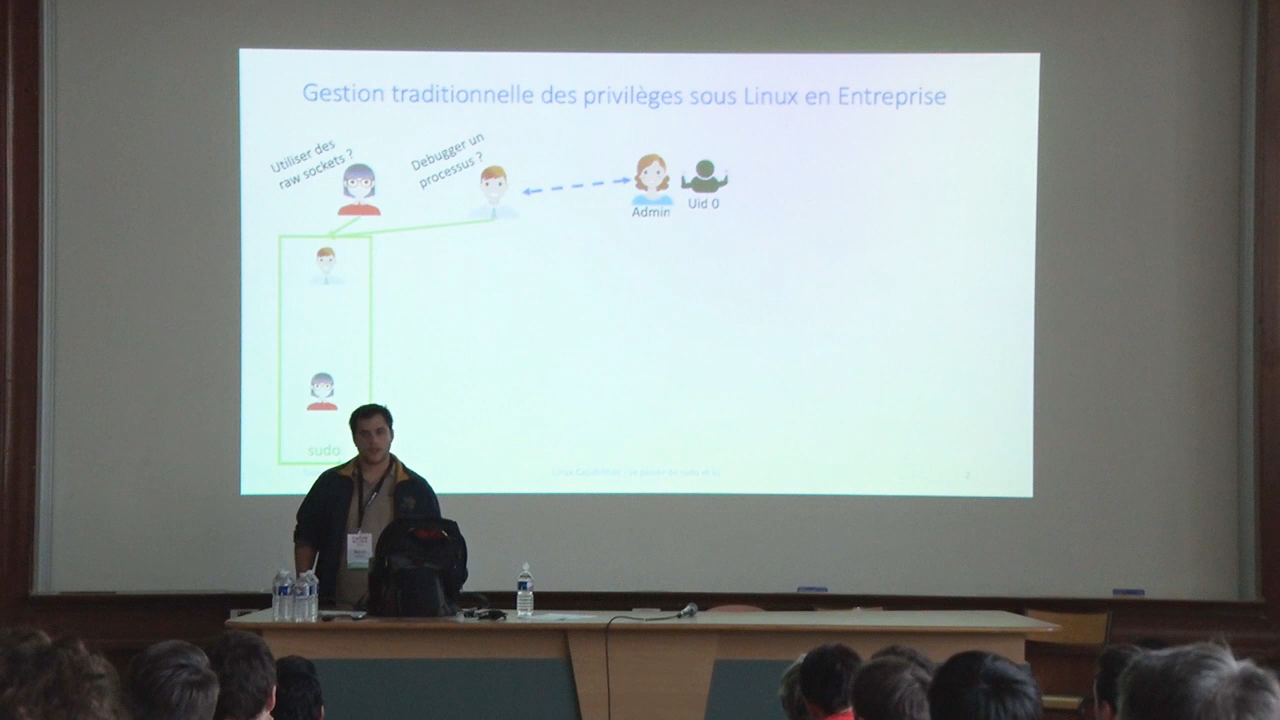 Gestion traditionnelle des privilèges sous Linux en Entreprise
Utiliser des
raw sockets ?
Debugger un
processus ?
Admin
Uid 0
sudo